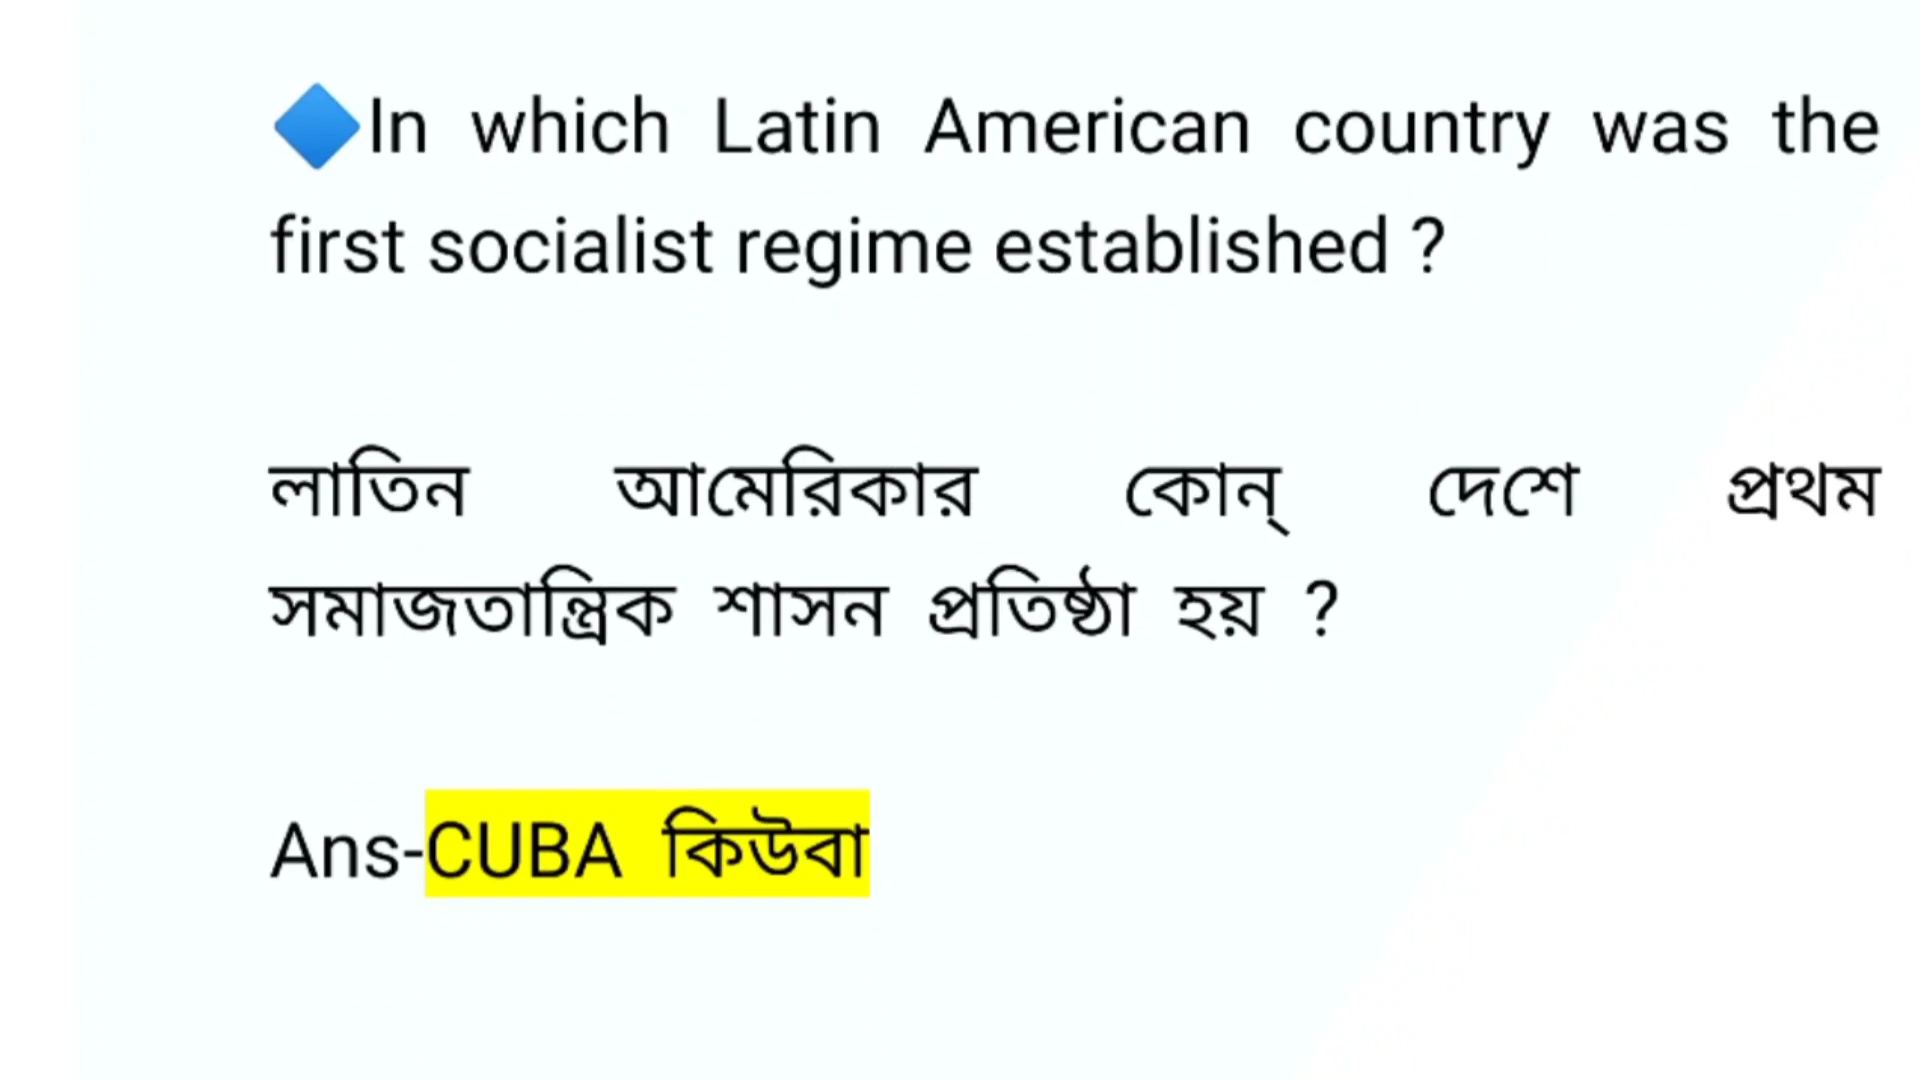 🔷In which Latin American country was the
first socialist regime established ?
লাতিন আমেরিকার কোন্ দেশে প্রথম
সমাজতান্ত্রিক শাসন প্রতিষ্ঠা হয় ?
Ans-CUBA কিউবা